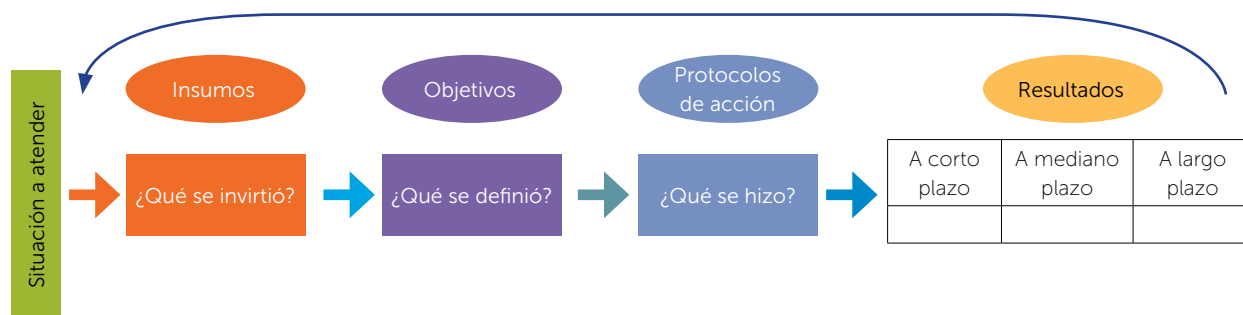 Situación a atender
Insumos
¿Qué se invirtió?
Objetivos
¿Qué se definió?
Protocolos
de acción
¿Qué se hizo?
Resultados
A corto
plazo
A mediano
plazo
A largo
plazo